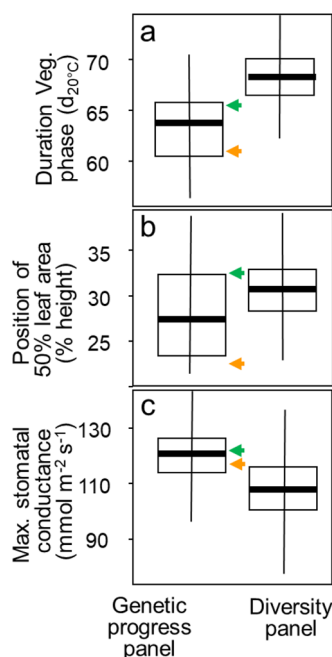 a
Duration Veg.
phase (d20°C)
70
65
60
b
Position of
50% leaf area
(% height)
35
30
25
c
Max. stomatal
conductance
(mmol m-2 s-1)
130
110
90
Genetic
progress
panel
Diversity
panel